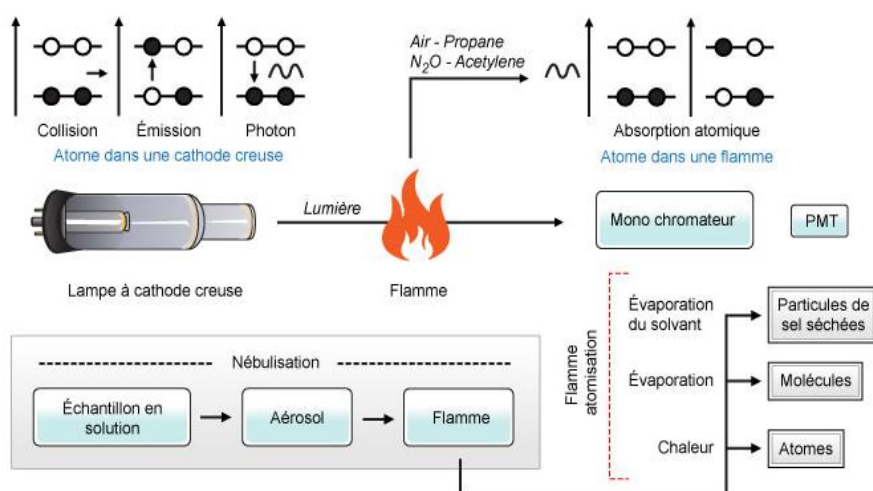 Air - Propane
N2O - Acetylene
Collision
Émission
Photon
Absorption atomique
Atome dans une cathode creuse
Atome dans une flamme
Lumière
Mono chromateur
PMT
Lampe à cathode creuse
Flamme
Nébulisation
Échantillon en
solution
Aérosol
Flamme
Flamme
atomisation
Évaporation
du solvant
Particules de
sel séchées
Évaporation
Molécules
Chaleur
Atomes